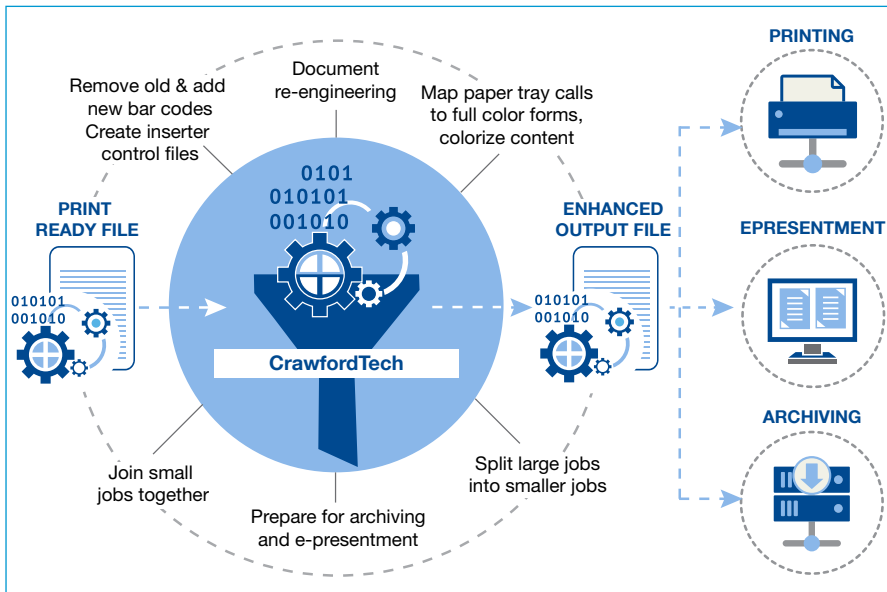 PRINTING
Document
re-engineering
Remove old & add
new bar codes
Create inserter
control files
Map paper tray calls
to full color forms,
colorize content
0101
010101
001010
PRINT
READY FILE
ENHANCED
OUTPUT FILE
EPRESENTMENT
010101
001010
010101
001010
CrawfordTech
ARCHIVING
Join small
jobs together
Split large jobs
into smaller jobs
Prepare for archiving
and e-presentment